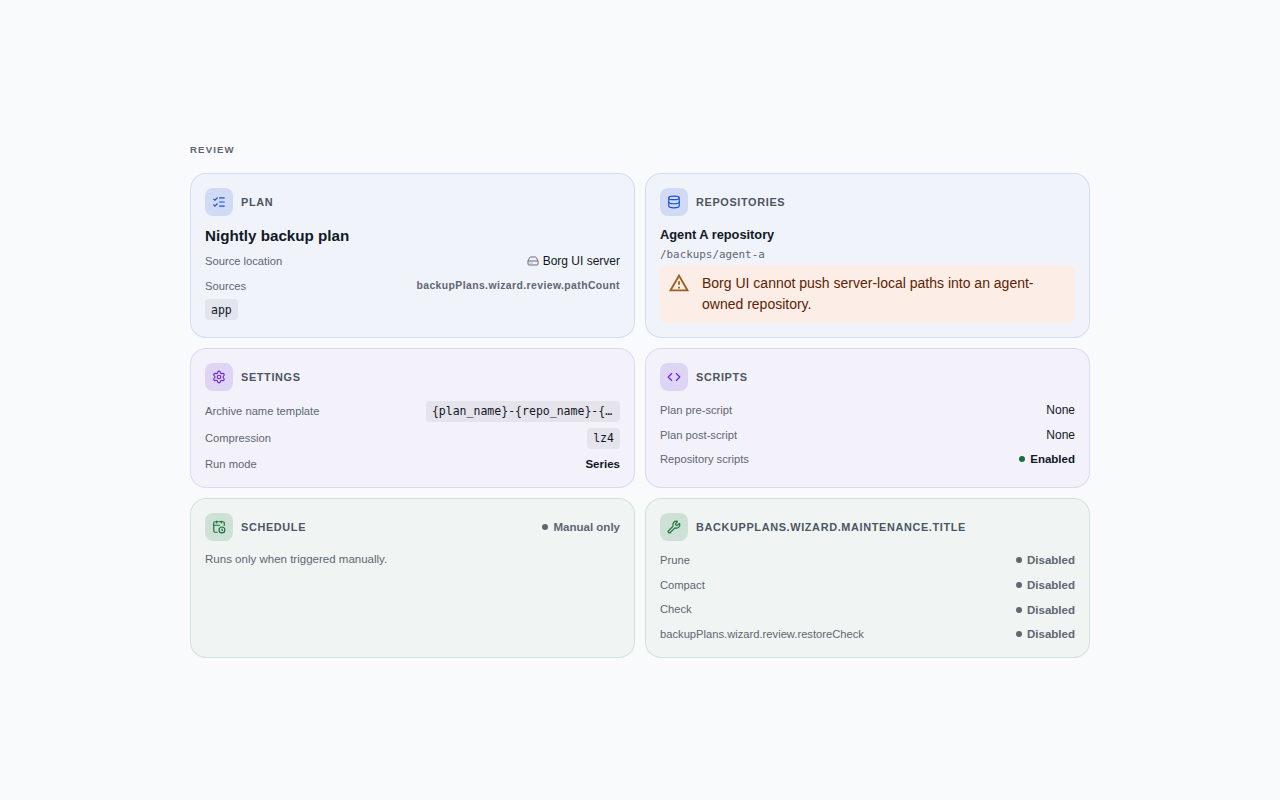 REVIEW
PLAN
Nightly backup plan
Source location
Borg UI server
Sources
backupPlans.wizard.review.pathCount
app
REPOSITORIES
Agent A repository
/backups/agent-a
Borg UI cannot push server-local paths into an agent-
owned repository.
SETTINGS
Archive name template
{plan_name}-{repo_name}-{…
Compression
lz4
Run mode
Series
SCRIPTS
Plan pre-script
None
Plan post-script
None
Repository scripts
Enabled
SCHEDULE
Manual only
Runs only when triggered manually.
BACKUPPLANS.WIZARD.MAINTENANCE.TITLE
Prune
Disabled
Compact
Disabled
Check
Disabled
backupPlans.wizard.review.restoreCheck
Disabled